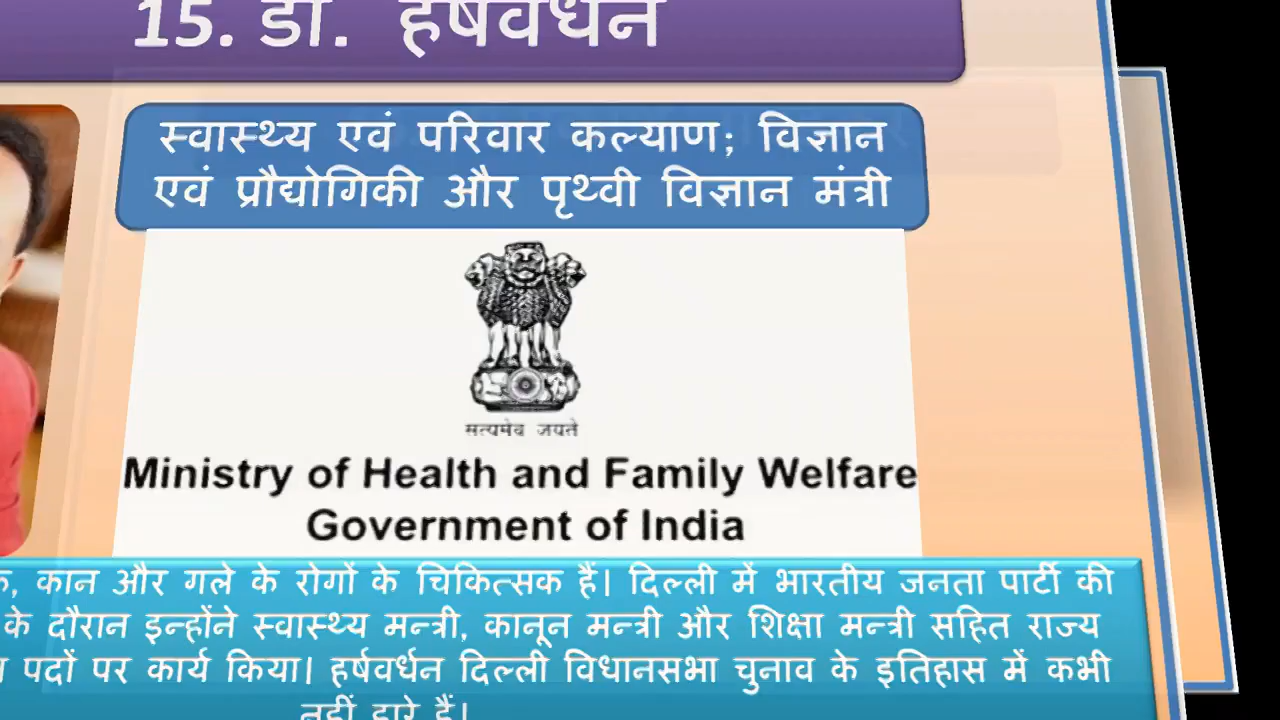 15. डॉ. हर्षवर्धन
स्वास्थ्य एवं परिवार कल्याण; विज्ञान
एवं प्रौद्योगिकी और पृथ्वी विज्ञान मंत्री
सत्यमेव जयते
Ministry of Health and Family Welfare
Government of India
कान और गले के रोगों के चिकित्सक हैं। दिल्ली में भारतीय जनता पार्टी की
के दौरान इन्होंने स्वास्थ्य मन्त्री, कानून मन्त्री और शिक्षा मन्त्री सहित राज्य
पदों पर कार्य किया। हर्षवर्धन दिल्ली विधानसभा चुनाव के इतिहास में कभी
नहीं हारे हैं।